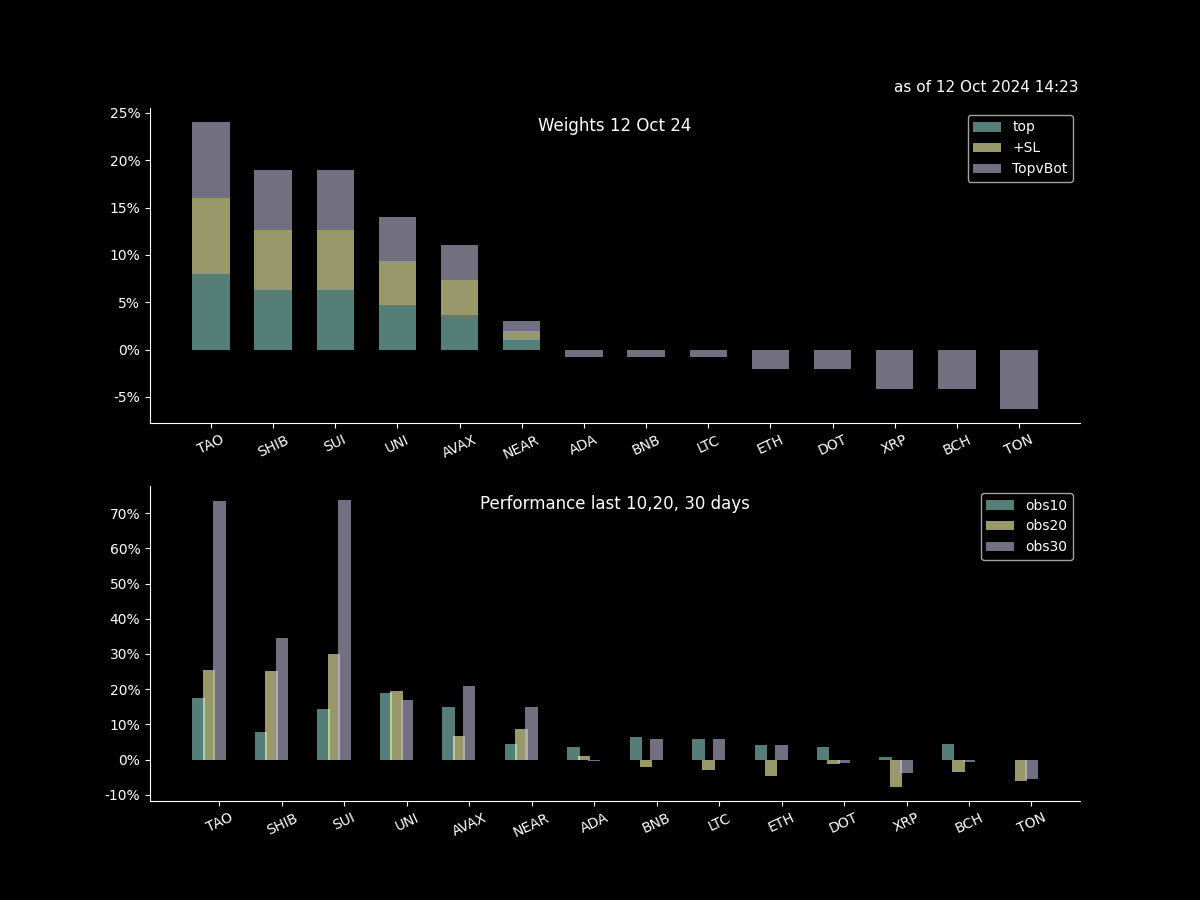 as of 12 Oct 2024 14:23
Weights 12 Oct 24
top
+SL
TopvBot
25%
20%
15%
10%
5%
0%
-5%
TAO SHIB SUI UNI AVAX NEAR ADA BNB LTC ETH DOT XRP BCH TON
Performance last 10,20, 30 days
obs10
obs20
obs30
70%
60%
50%
40%
30%
20%
10%
0%
-10%
TAO SHIB SUI UNI AVAX NEAR ADA BNB LTC ETH DOT XRP BCH TON